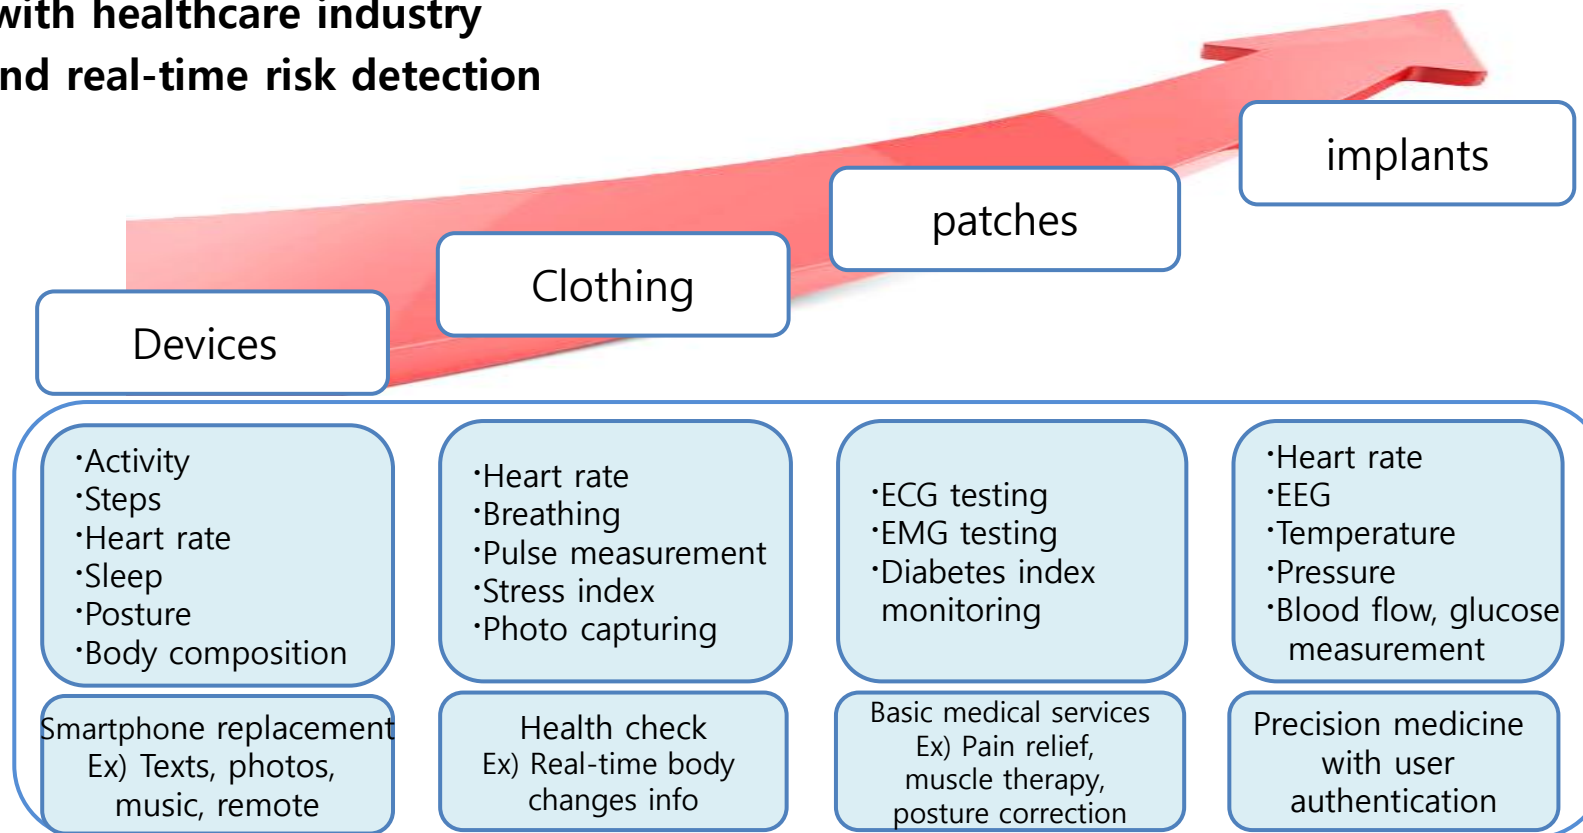 with healthcare industry
nd real-time risk detection
implants
patches
Clothing
Devices
·Activity
·Steps
·Heart rate
·Sleep
·Posture
·Body composition
·Heart rate
·Breathing
·Pulse measurement
·Stress index
·Photo capturing
·ECG testing
·EMG testing
·Diabetes index
monitoring
·Heart rate
·EEG
·Temperature
·Pressure
·Blood flow, glucose
measurement
Smartphone replacement
Ex) Texts, photos,
music, remote
Health check
Ex) Real-time body
changes info
Basic medical services
Ex) Pain relief,
muscle therapy,
posture correction
Precision medicine
with user
authentication